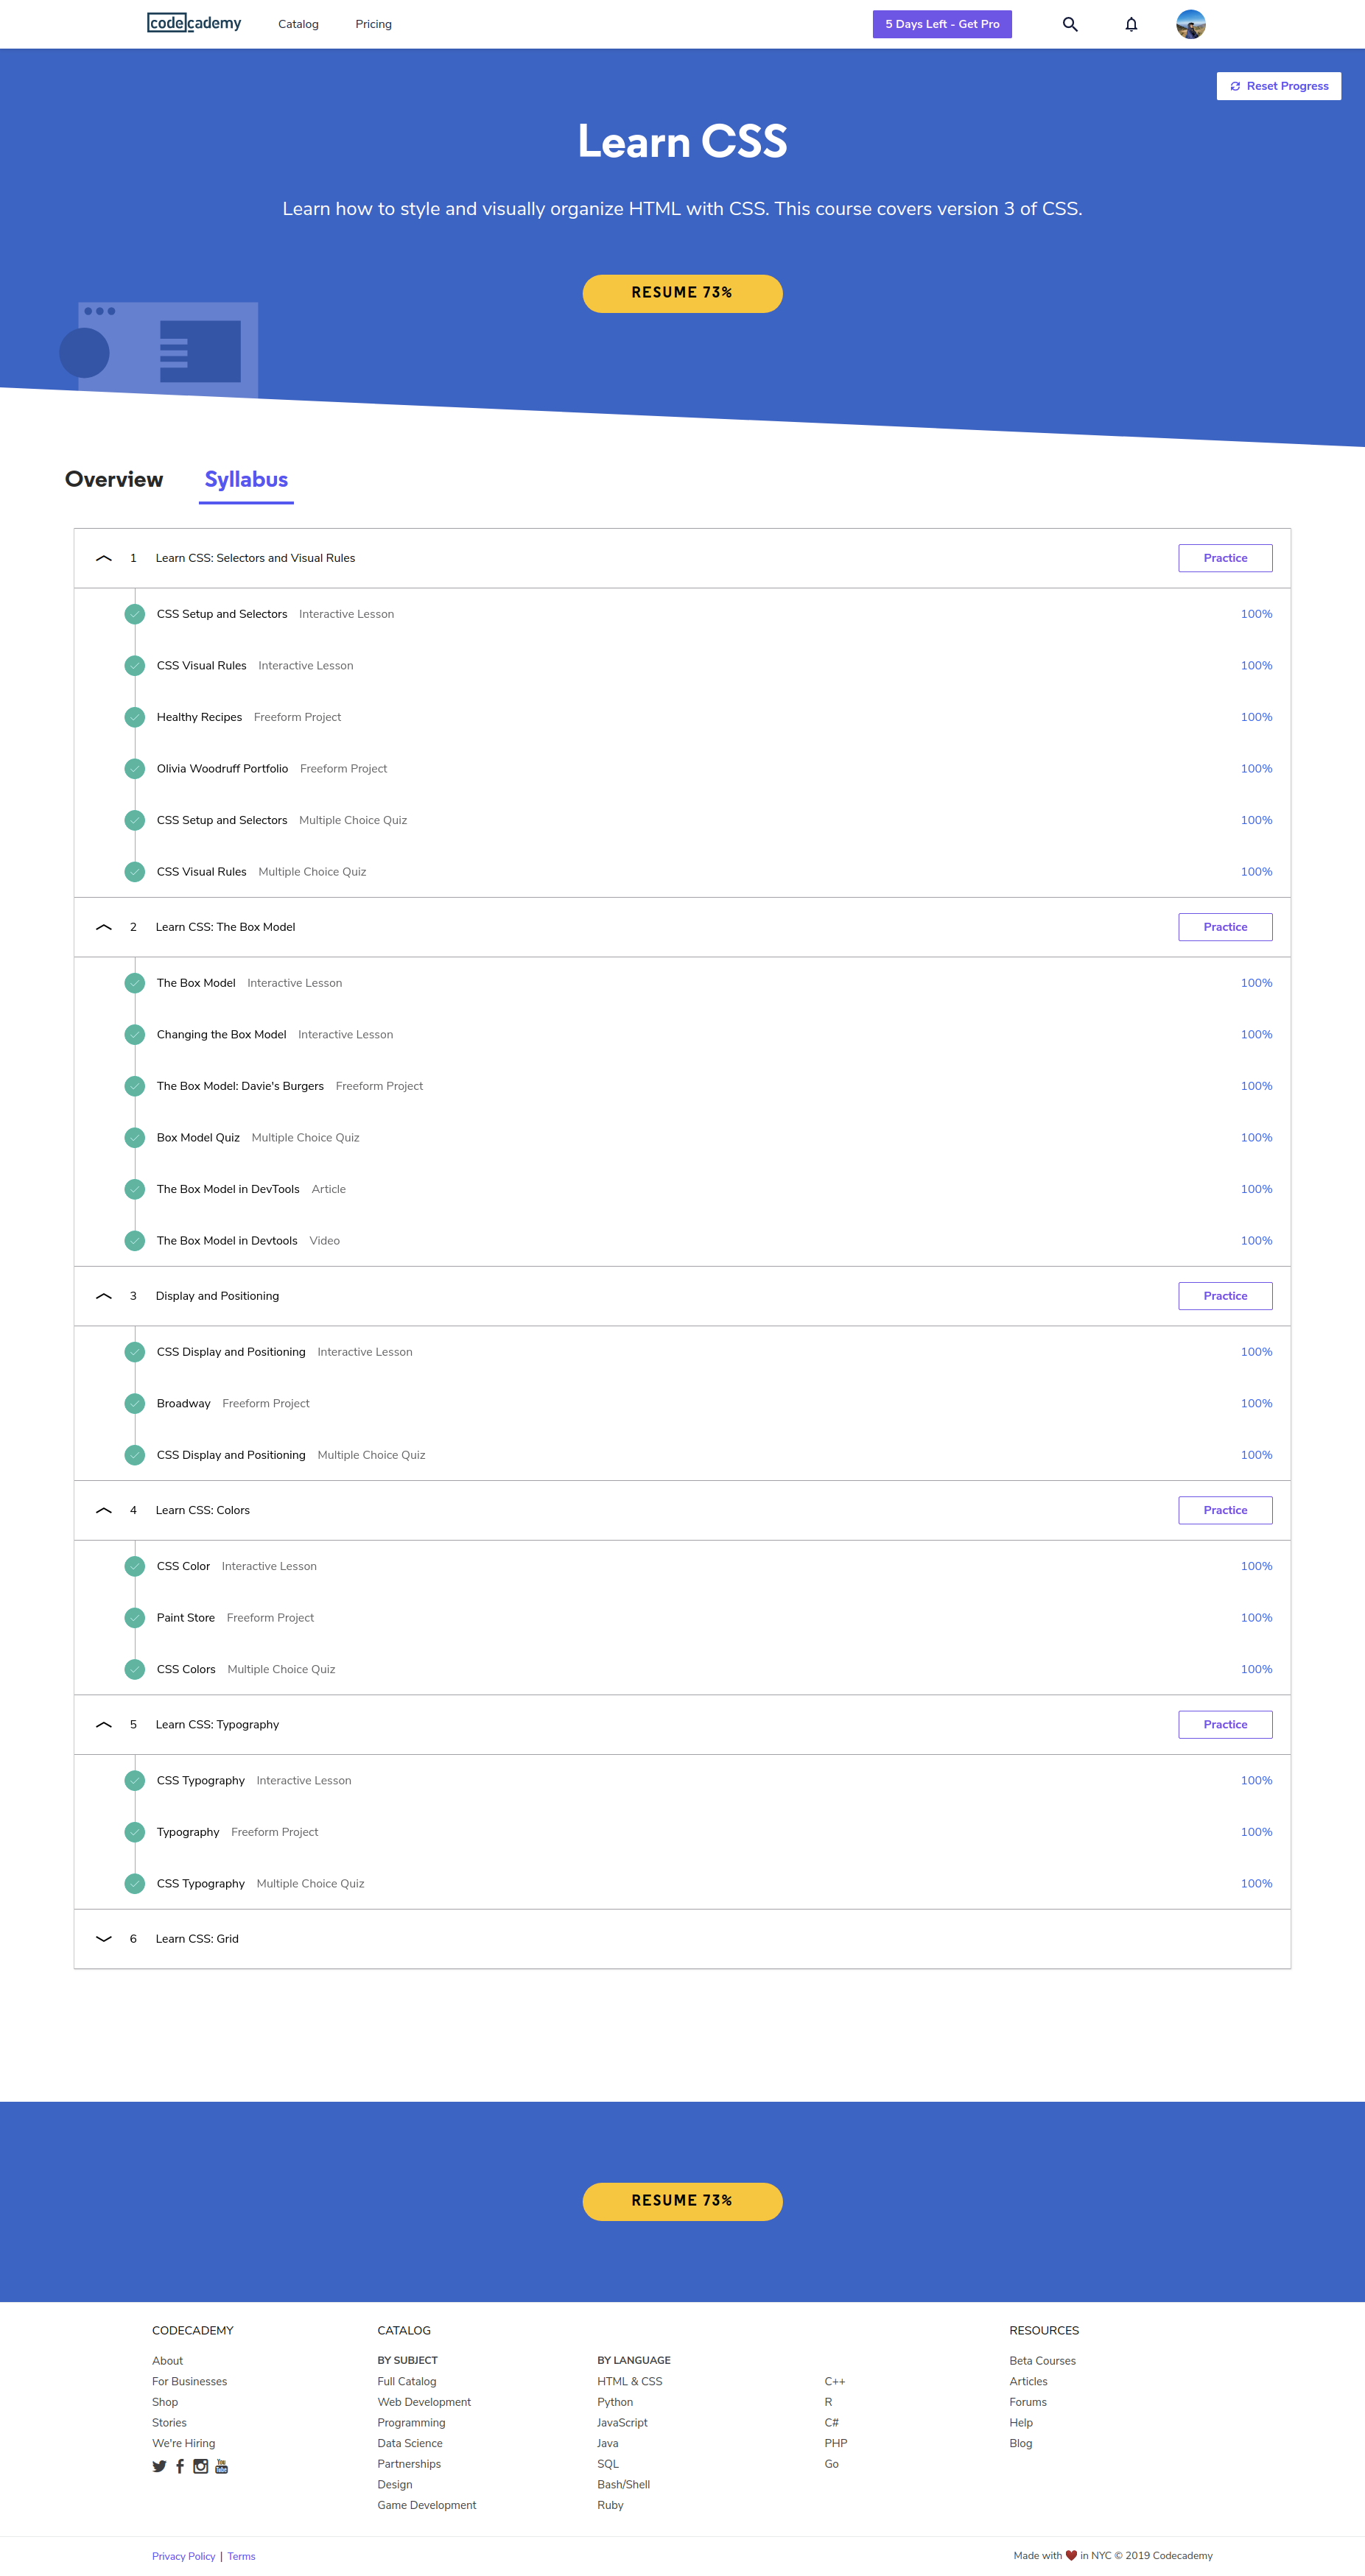 codecademy Catalog Pricing 5 Days Left - Get Pro
Reset Progress
Learn CSS
Learn how to style and visually organize HTML with CSS. This course covers version 3 of CSS.
RESUME 73%
Overview Syllabus
1 Learn CSS: Selectors and Visual Rules Practice
CSS Setup and Selectors Interactive Lesson 100%
CSS Visual Rules Interactive Lesson 100%
Healthy Recipes Freeform Project 100%
Olivia Woodruff Portfolio Freeform Project 100%
CSS Setup and Selectors Multiple Choice Quiz 100%
CSS Visual Rules Multiple Choice Quiz 100%
2 Learn CSS: The Box Model Practice
The Box Model Interactive Lesson 100%
Changing the Box Model Interactive Lesson 100%
The Box Model: Davie's Burgers Freeform Project 100%
Box Model Quiz Multiple Choice Quiz 100%
The Box Model in DevTools Article 100%
The Box Model in Devtools Video 100%
3 Display and Positioning Practice
CSS Display and Positioning Interactive Lesson 100%
Broadway Freeform Project 100%
CSS Display and Positioning Multiple Choice Quiz 100%
4 Learn CSS: Colors Practice
CSS Color Interactive Lesson 100%
Paint Store Freeform Project 100%
CSS Colors Multiple Choice Quiz 100%
5 Learn CSS: Typography Practice
CSS Typography Interactive Lesson 100%
Typography Freeform Project 100%
CSS Typography Multiple Choice Quiz 100%
6 Learn CSS: Grid
RESUME 73%
CODECADEMY CATALOG RESOURCES
About BY SUBJECT BY LANGUAGE Beta Courses
For Businesses Full Catalog HTML & CSS C++ Articles
Shop Web Development Python R Forums
Stories Programming JavaScript C# Help
We're Hiring Data Science Java PHP Blog
You Tube Partnerships SQL Go
Design Bash/Shell
Game Development Ruby
Privacy Policy | Terms Made with ❤ in NYC © 2019 Codecademy